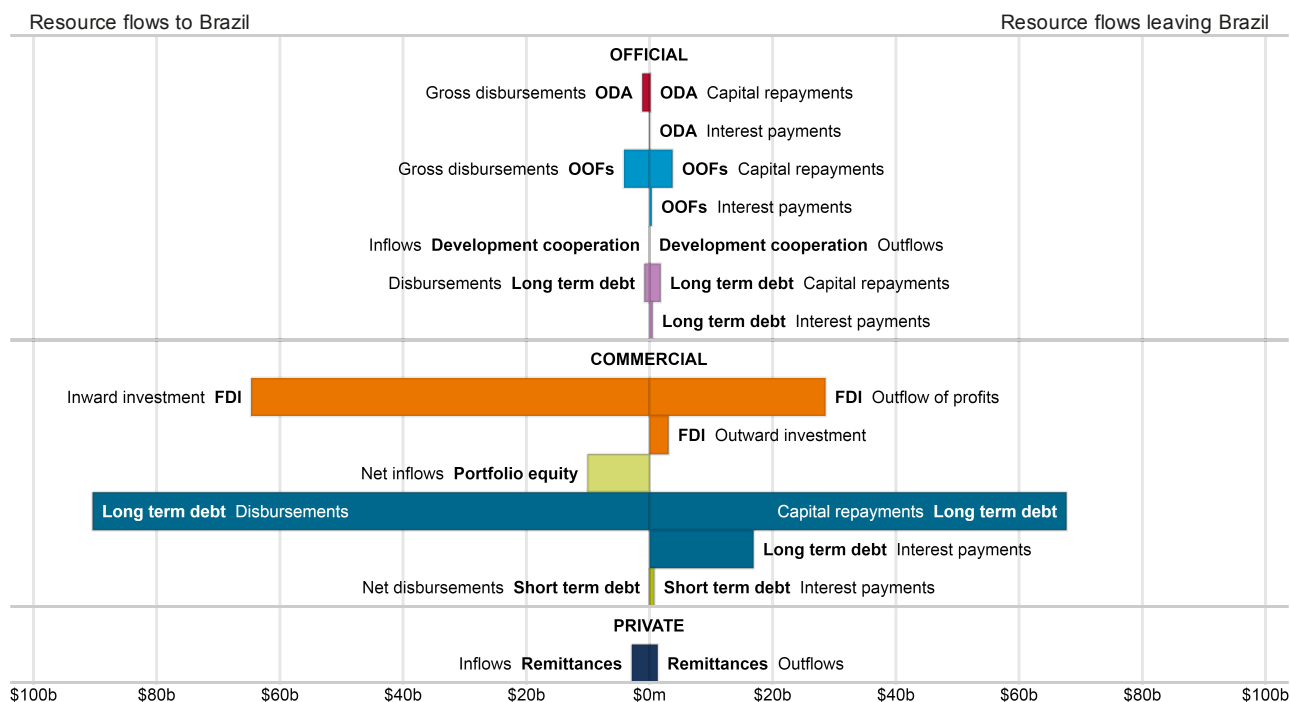 Resource flows to Brazil Resource flows leaving Brazil
OFFICIAL
Gross disbursements ODA ODA Capital repayments
ODA Interest payments
Gross disbursements OOFs OOFs Capital repayments
OOFs Interest payments
Inflows Development cooperation Development cooperation Outflows
Disbursements Long term debt Long term debt Capital repayments
Long term debt Interest payments
COMMERCIAL
Inward investment FDI FDI Outflow of profits
FDI Outward investment
Net inflows Portfolio equity
Long term debt Disbursements Capital repayments Long term debt
Long term debt Interest payments
Net disbursements Short term debt Short term debt Interest payments
PRIVATE
Inflows Remittances Remittances Outflows
$100b $80b $60b $40b $20b $0m $20b $40b $60b $80b $100b